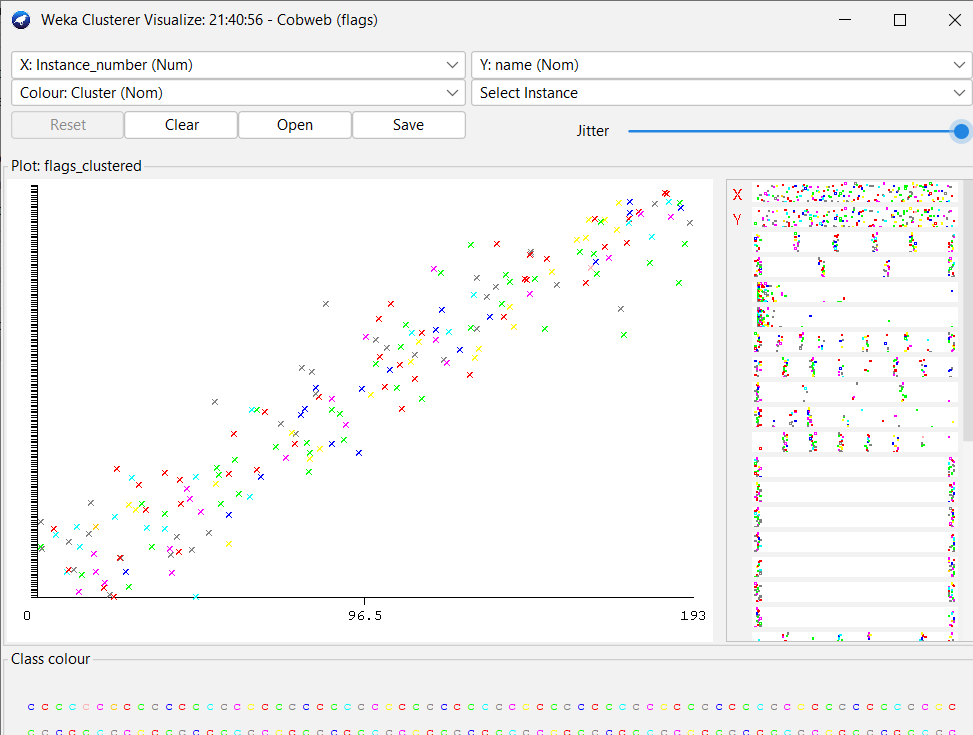 Weka Clusterer Visualize: 21:40:56 - Cobweb (flags)
X: Instance_number (Num) Y: name (Nom)
Colour: Cluster (Nom) Select Instance
Reset Clear Open Save Jitter
Plot: flags_clustered
X
Y
0 96.5 193
Class colour
c c c c c c c c c c c c c c c c c c c c c c c c c c c c c c c c c c c c c c c c c c c c c c c c c c c c c c c c c c c c c c c c c c c c